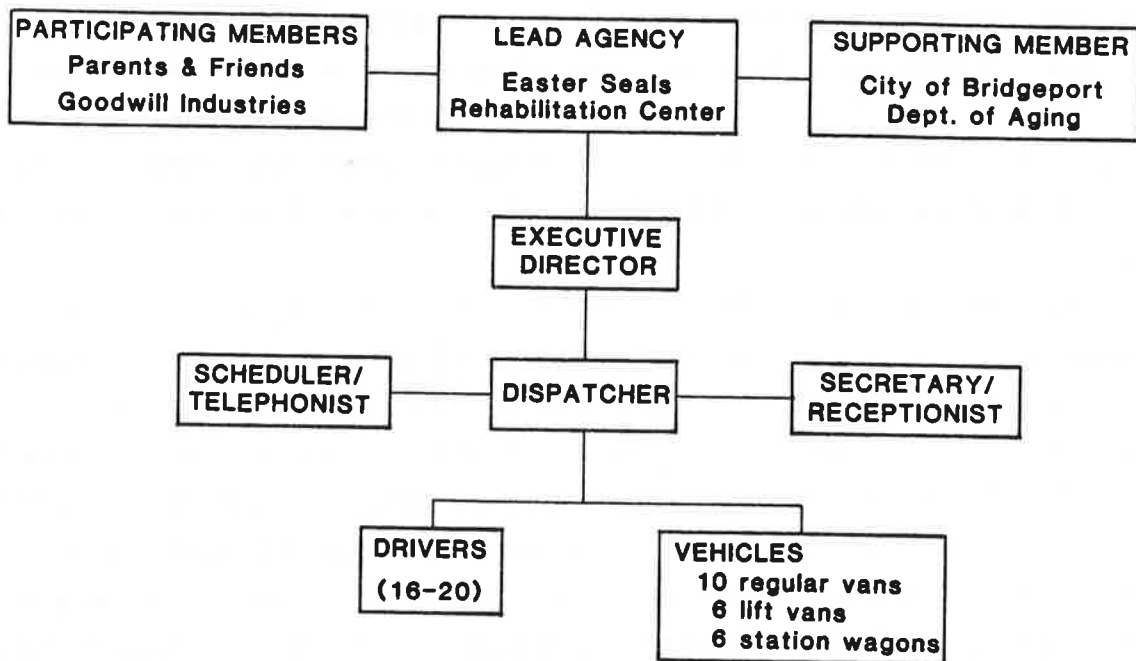 PARTICIPATING MEMBERS
Parents & Friends
Goodwill Industries
LEAD AGENCY
Easter Seals
Rehabilitation Center
SUPPORTING MEMBER
City of Bridgeport
Dept. of Aging
EXECUTIVE
DIRECTOR
SCHEDULER/
TELEPHONIST
DISPATCHER
SECRETARY/
RECEPTIONIST
DRIVERS
(16-20)
VEHICLES
10 regular vans
6 lift vans
6 station wagons